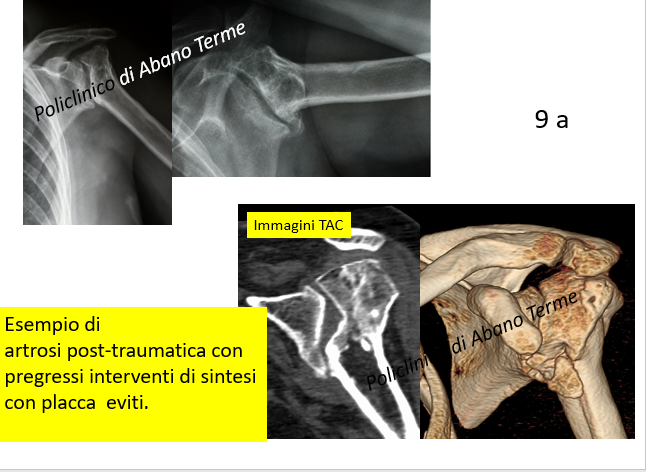 Policlinico di Abano Terme
9 a
Immagini TAC
Policlinico di Abano Terme
Esempio di
artrosi post-traumatica con
pregressi interventi di sintesi
con placca eviti.